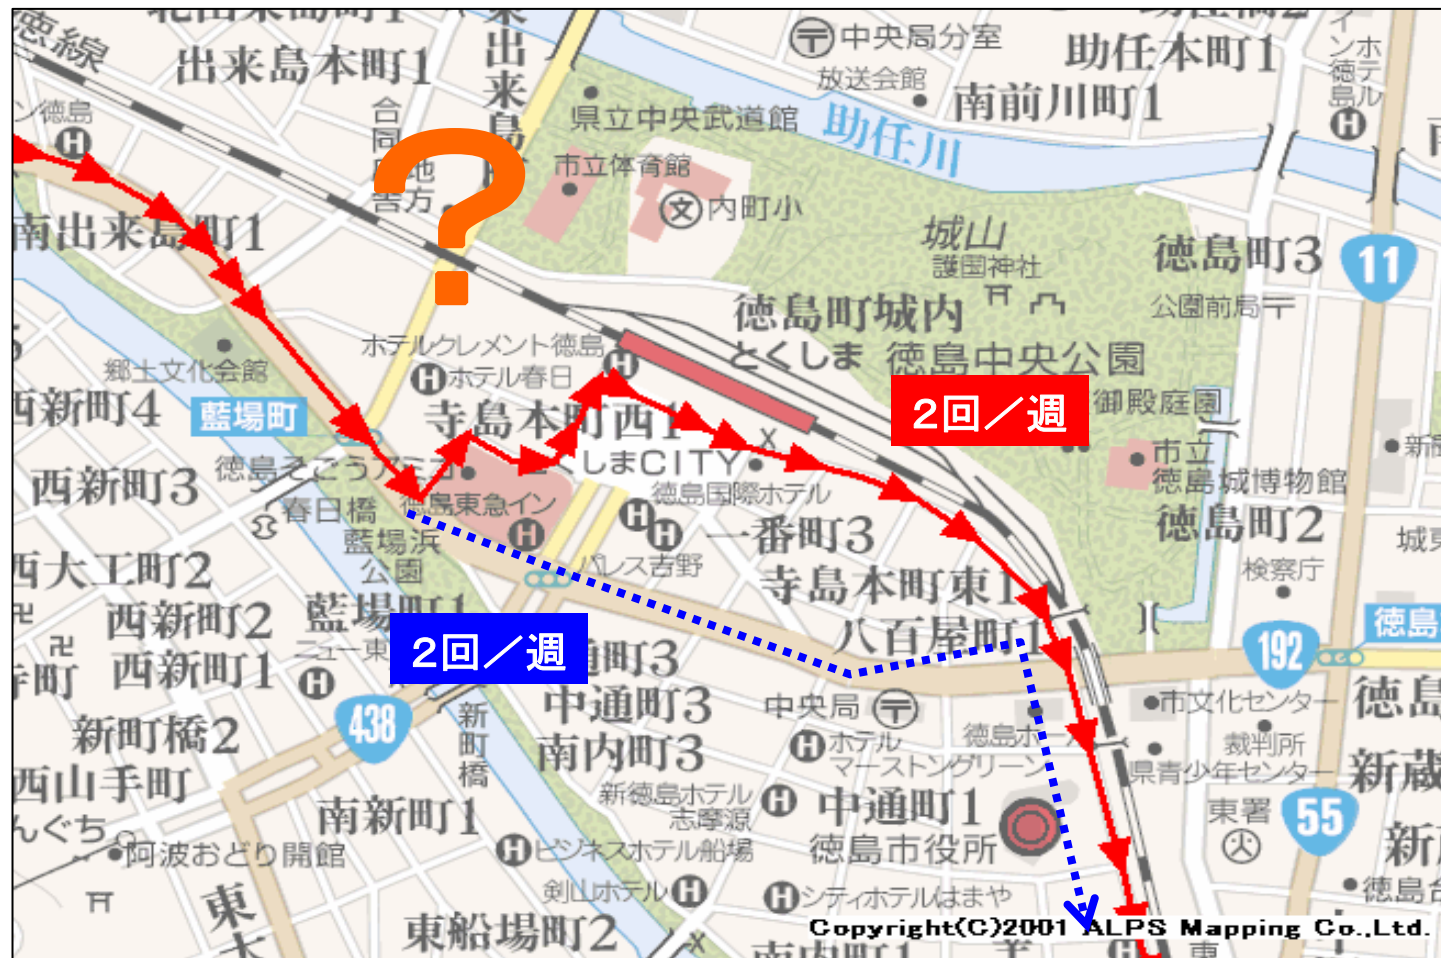 出来島本町1
中央局分室
放送会館
助任本町1
南前川町1
ホテル
徳島
県立中央武道館
助任川
市立体育館
内町小
?
南出来島町1
城山
護国神社
徳島町3
11
公園前局
徳島町城内
とくしま
徳島中央公園
ホテルクレメント徳島
ホテル春日
郷土文化会館
西新町4
藍場町
寺島本町西1
2回/週
御殿庭園
市立
徳島城博物館
徳島そごうアミコ
とくしまCITY
西新町3
春日橋
徳島東急イン
徳島国際ホテル
一番町3
徳島町2
藍場浜
公園
パレス吉野
検察庁
西大工町2
寺島本町東1
西新町2
藍場町1
八百屋町1
2回/週
192
徳島
西新町1
中通町3
中央局
市文化センター
438
新町橋
新町橋2
南内町3
ホテル
マーストングリーン
裁判所
県青少年センター
西山手町
新徳島ホテル
志摩源
中通町1
徳島市役所
東署
55
南新町1
阿波おどり開館
ビジネスホテル船場
剣山ホテル
シティホテルはまや
東船場町2
Copyright(C)2001 ALPS Mapping Co.,Ltd.